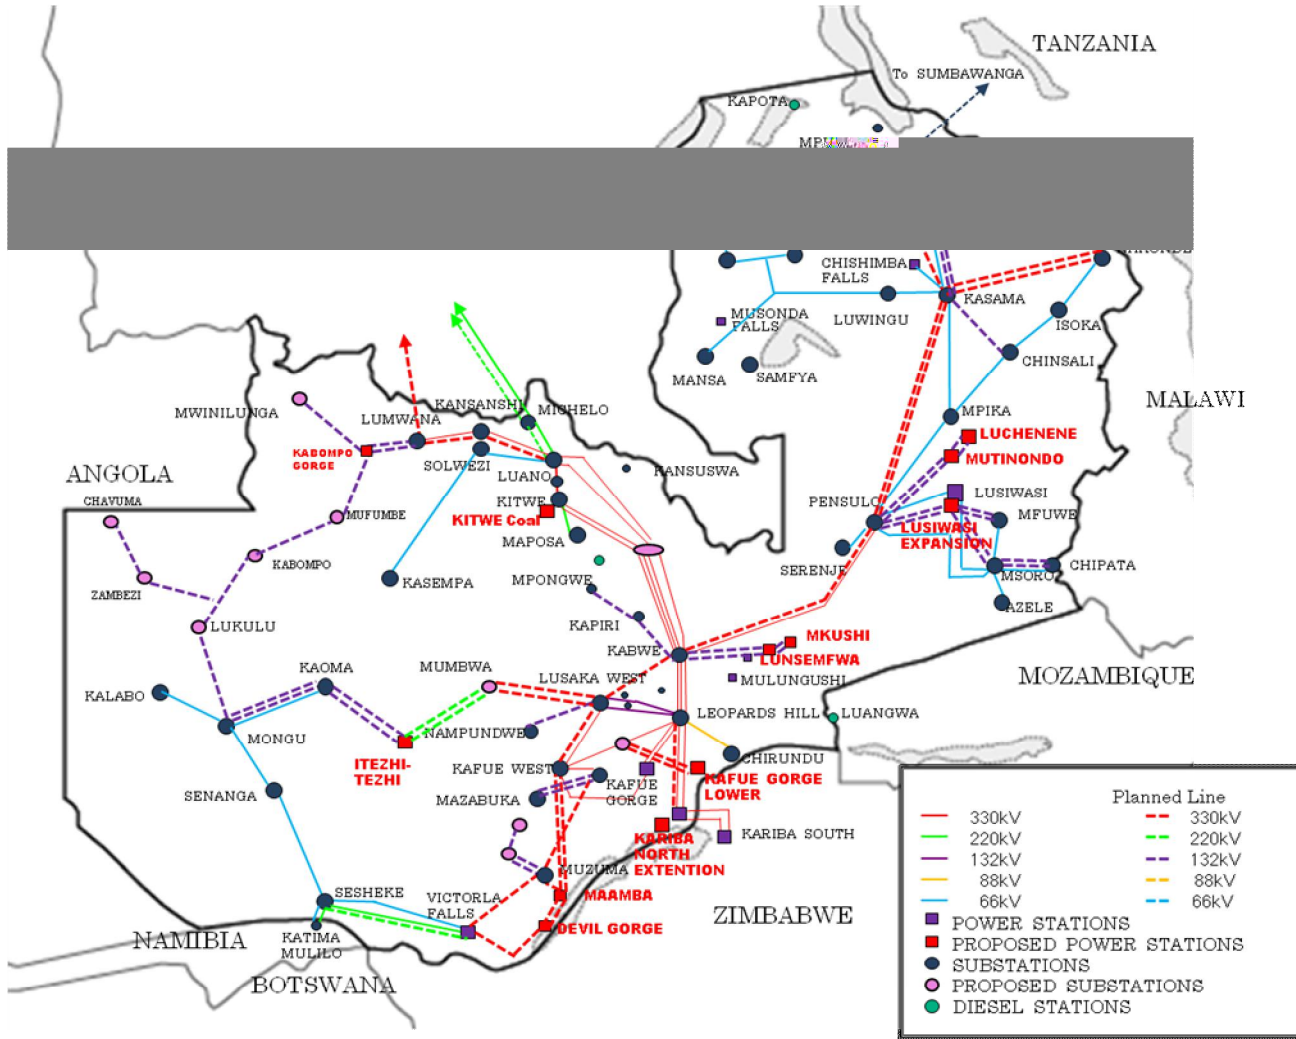 TANZANIA
To SUMBAWANGA
KAPOTA
CHISHIMBA
FALLS
KASAMA
MUSONDA
FALLS
LUWINGU
ISOKA
CHINSALI
MANSA
SAMFYA
MALAWI
MPIKA
LUCHENENE
MUTINONDO
MWINILUNGA
KANSANSHI
MICHELO
LUMWANA
KABOMPO
GORGE
SOLWEZI
LUANO
KANSUSWA
ANGOLA
CHAVUMA
KITWE
KITWE Coal
MUFUMBE
MAPOSA
PENSULO
LUSIWASI
MFUWE
LUSIWASI
EXPANSION
KABOMPO
KASEMPA
MPONGWE
SERENJE
MSORO
CHIPATA
ZAMBEZI
AZELE
LUKULU
KAPIRI
KABWE
MKUSHI
LUNSEMFWA
MULUNGUSHI
MOZAMBIQUE
KAOMA
MUMBWA
LUSAKA WEST
KALABO
MONGU
NAMPUNDWE
LEOPARDS HILL
LUANGWA
ITEZHI-
TEZHI
KAFUE WEST
CHIRUNDU
KAFUE
GORGE
KAFUE GORGE
LOWER
SENANGA
MAZABUKA
KARIBA SOUTH
KARIBA
NORTH
EXTENTION
MUZUMA
SESHEKE
VICTORLA
FALLS
MAAMBA
ZIMBABWE
DEVIL GORGE
NAMIBIA
KATIMA
MULILO
BOTSWANA
Planned Line
330kV 330kV
220kV 220kV
132kV 132kV
88kV 88kV
66kV 66kV
POWER STATIONS
PROPOSED POWER STATIONS
SUBSTATIONS
PROPOSED SUBSTATIONS
DIESEL STATIONS